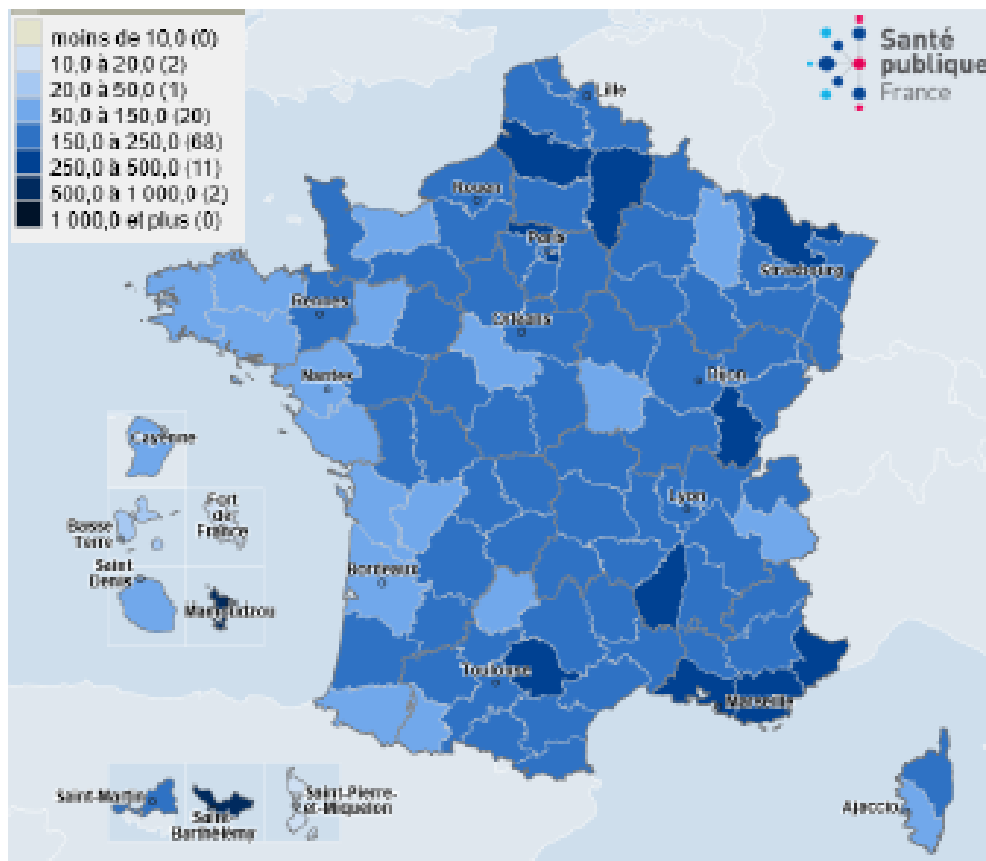 moins de 10,0 (0)
10,0 à 20,0 (2)
20,0 à 50,0 (1)
50,0 à 150,0 (20)
150,0 à 250,0 (68)
250,0 à 500,0 (11)
500,0 à 1 000,0 (2)
1 000,0 et plus (0)
Santé
publique
France
Lille
Rouen
Paris
Strasbourg
Rennes
Orléans
Nantes
Dijon
Cayenne
Lyon
Basse
Terre
Fort
de
France
Saint
Denis
Bordeaux
Mamoudzou
Toulouse
Marseille
Saint-Martin
Saint-
Barthélémy
Saint-Pierre-
et-Miquelon
Ajaccio